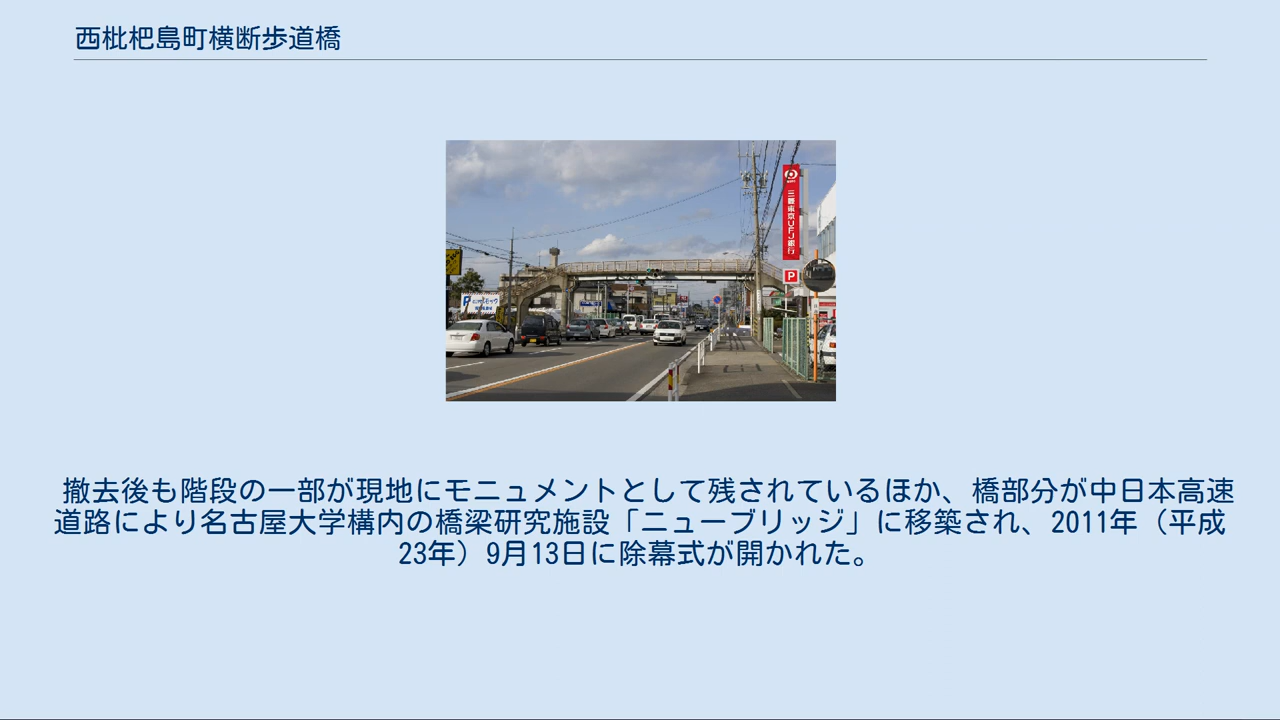 西枇杷島町横断歩道橋
三菱東京UFJ銀行
P
P
撤去後も階段の一部が現地にモニュメントとして残されているほか、橋部分が中日本高速
道路により名古屋大学構内の橋梁研究施設「ニューブリッジ」に移築され、2011年（平成
23年）9月13日に除幕式が開かれた。